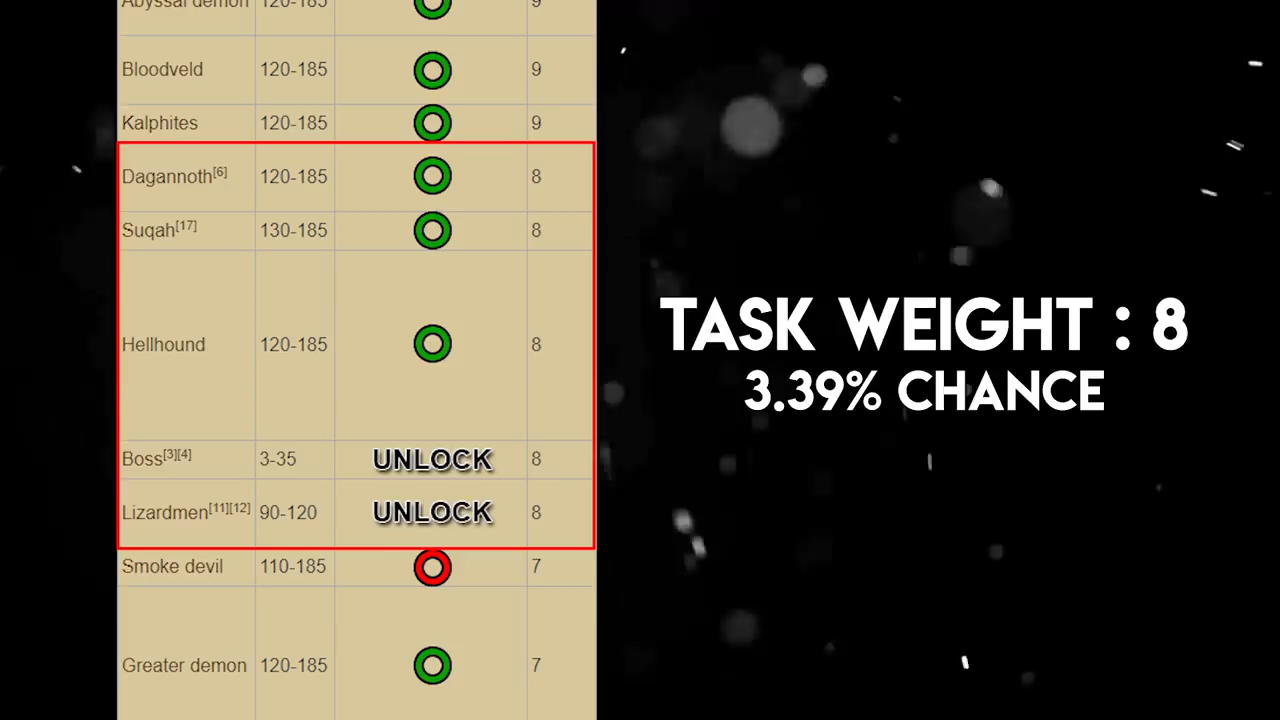 Abyssal demon 120-185 9
Bloodveld 120-185 9
Kalphites 120-185 9
Dagannoth[6] 120-185 8
Suqah[17] 130-185 8
Hellhound 120-185 8
Boss[3][4] 3-35 UNLOCK 8
Lizardmen[11][12] 90-120 UNLOCK 8
Smoke devil 110-185 7
Greater demon 120-185 7
TASK WEIGHT : 8
3.39% CHANCE